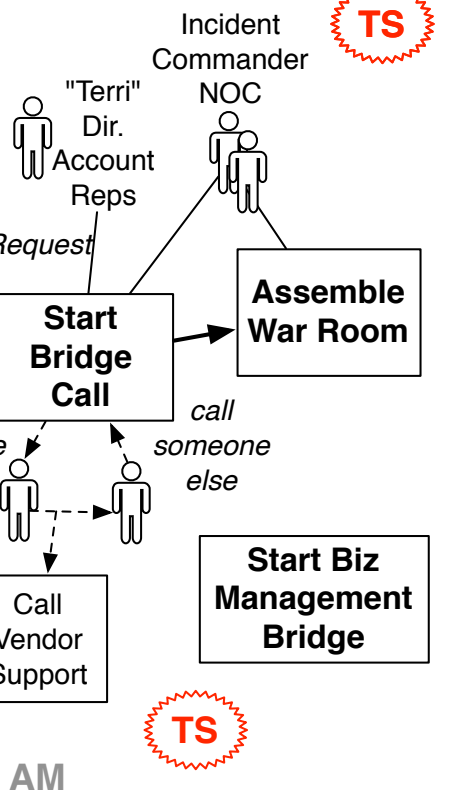 Incident
Commander
NOC
TS
"Terri"
Dir.
Account
Reps
Request
Start
Bridge
Call
Assemble
War Room
call
someone
else
Call
Vendor
Support
Start Biz
Management
Bridge
TS
AM